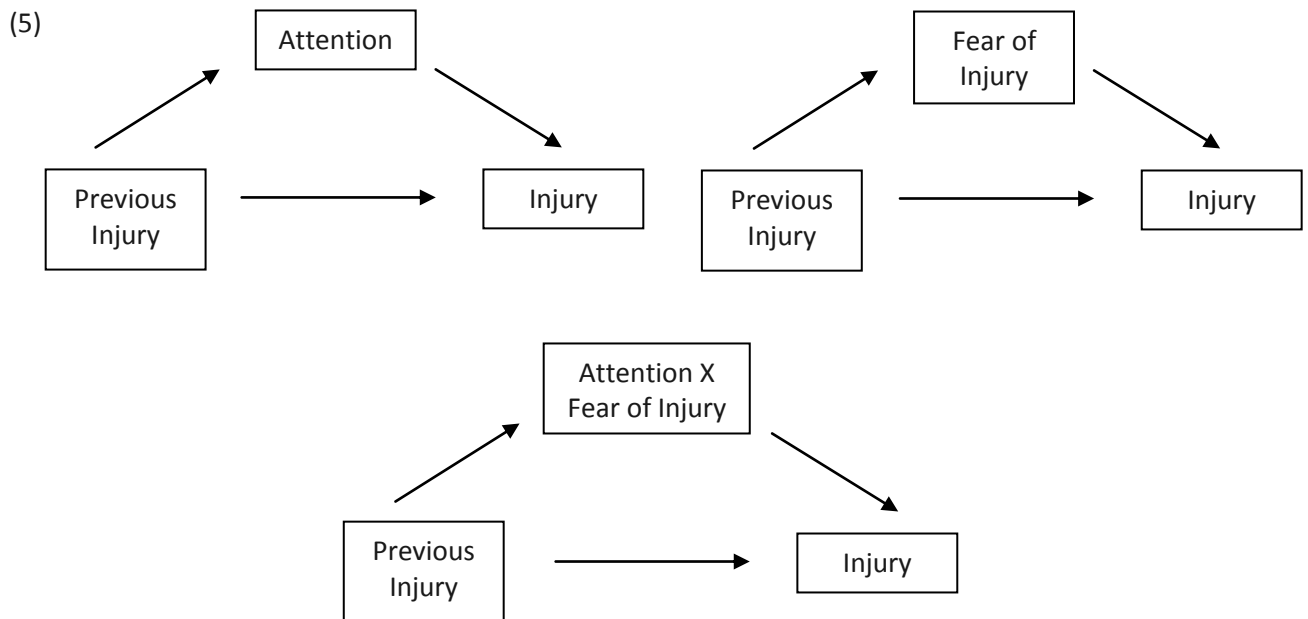 (5)
Attention
Previous
Injury
Injury
Fear of
Injury
Previous
Injury
Injury
Attention X
Fear of Injury
Previous
Injury
Injury